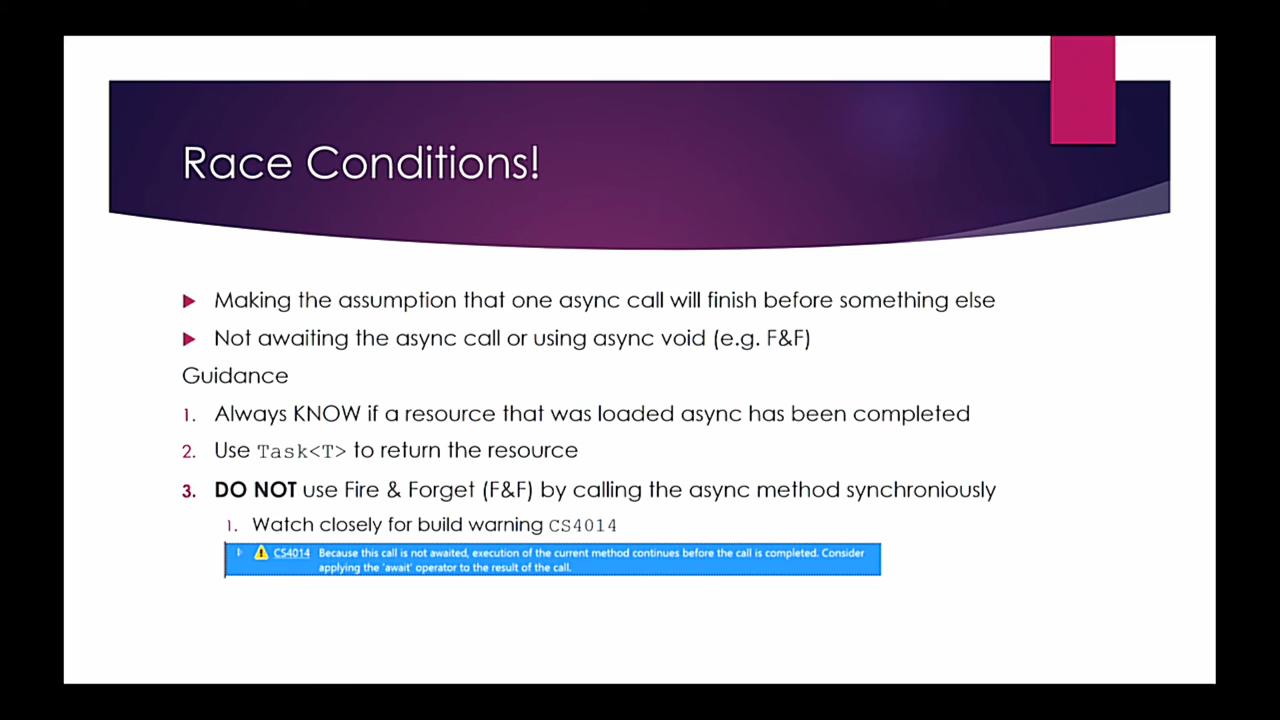 Race Conditions!
Making the assumption that one async call will finish before something else
Not awaiting the async call or using async void (e.g. F&F)
Guidance
1. Always KNOW if a resource that was loaded async has been completed
2. Use Task<T> to return the resource
3. DO NOT use Fire & Forget (F&F) by calling the async method synchroniously
1. Watch closely for build warning CS4014
CS4014 Because this call is not awaited, execution of the current method continues before the call is completed. Consider
applying the 'await' operator to the result of the call.